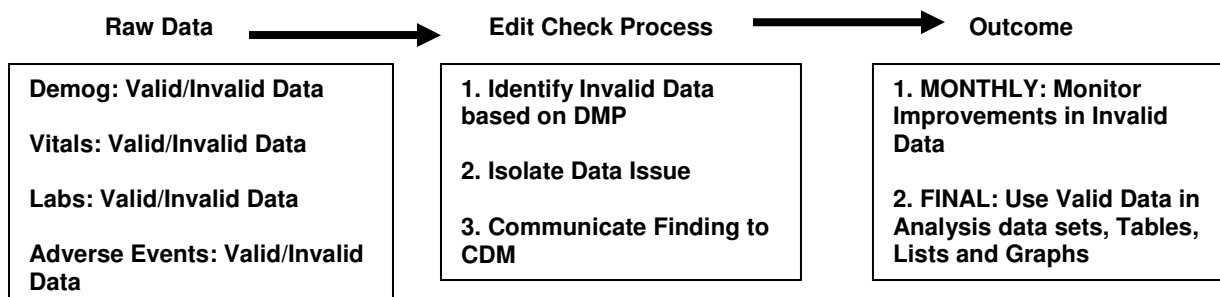 Raw Data
Edit Check Process
Outcome
Demog: Valid/Invalid Data
Vitals: Valid/Invalid Data
Labs: Valid/Invalid Data
Adverse Events: Valid/Invalid
Data
1. Identify Invalid Data
based on DMP
2. Isolate Data Issue
3. Communicate Finding to
CDM
1. MONTHLY: Monitor
Improvements in Invalid
Data
2. FINAL: Use Valid Data in
Analysis data sets, Tables,
Lists and Graphs